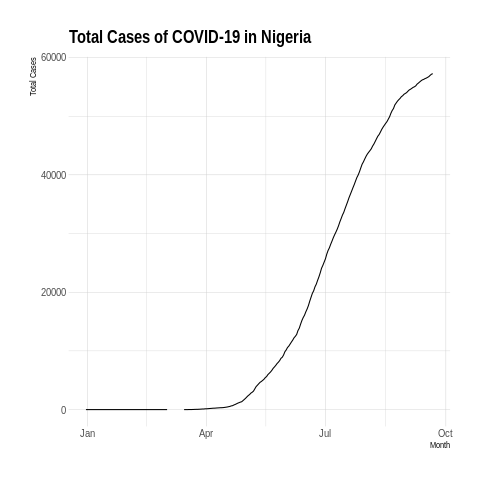 Total Cases of COVID-19 in Nigeria
Total Cases
60000
40000
20000
0
Jan Apr Jul Oct
Month